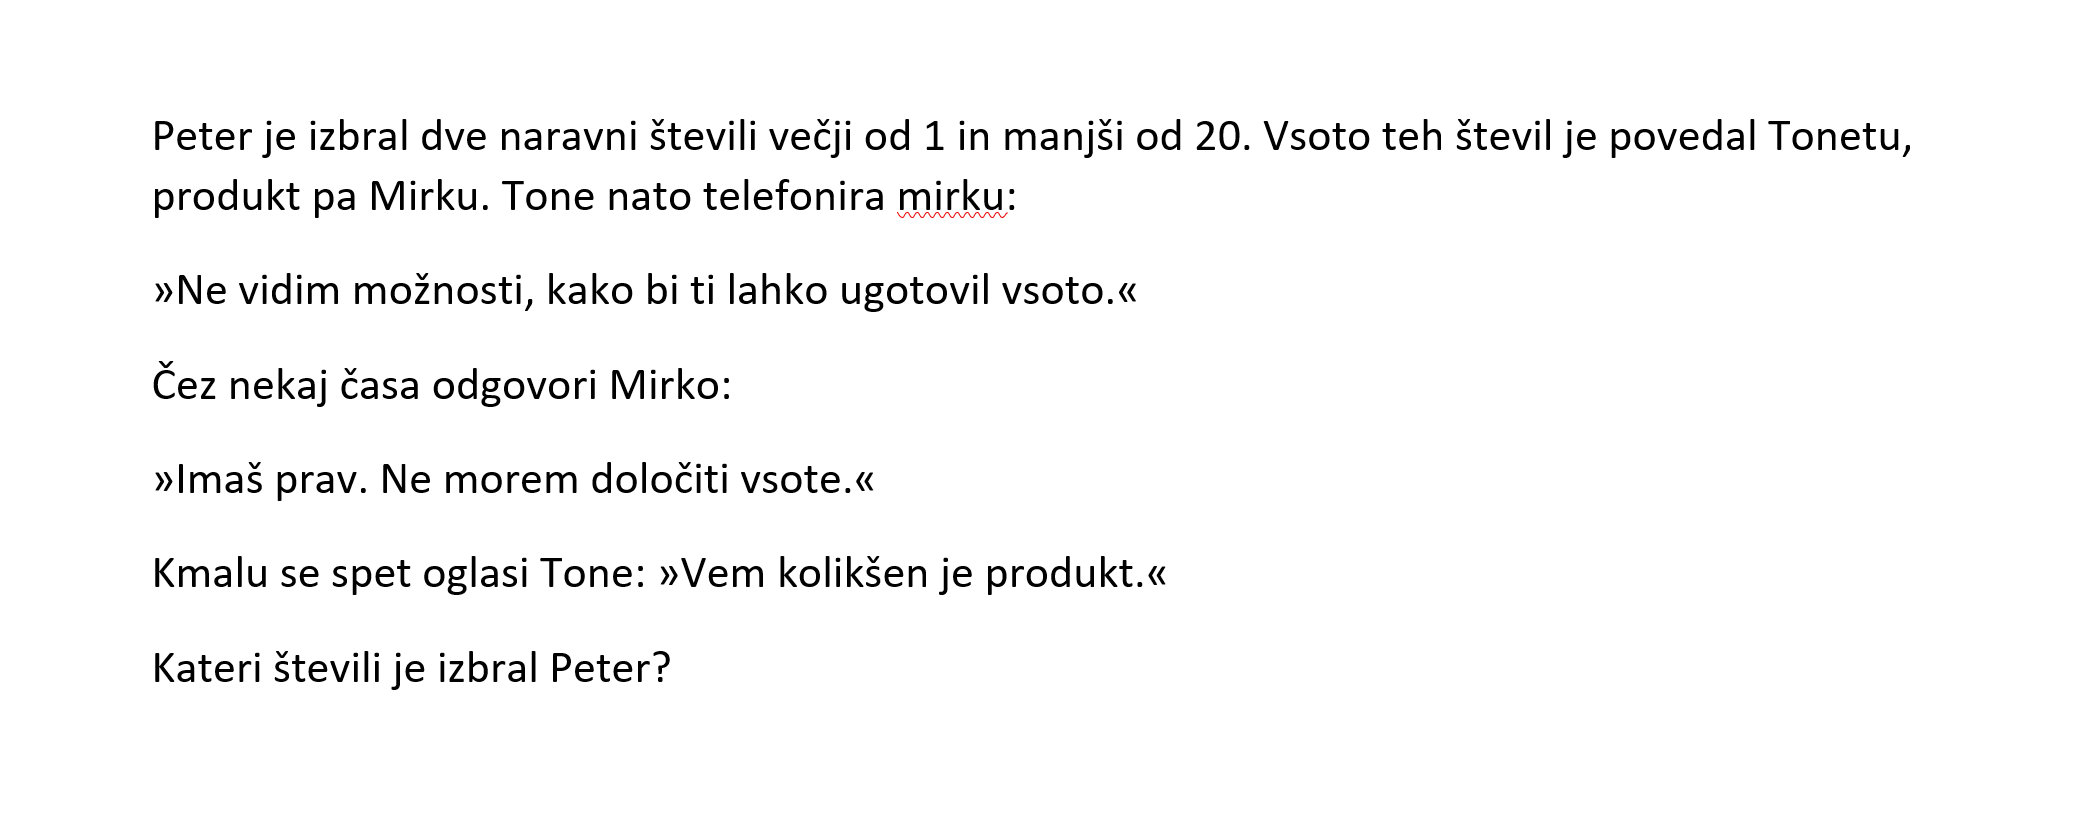 Peter je izbral dve naravni števili večji od 1 in manjši od 20. Vsoto teh števil je povedal Tonetu,
produkt pa Mirku. Tone nato telefonira mirku:
»Ne vidim možnosti, kako bi ti lahko ugotovil vsoto.«
Čez nekaj časa odgovori Mirko:
»Imaš prav. Ne morem določiti vsote.«
Kmalu se spet oglasi Tone: »Vem kolikšen je produkt.«
Kateri števili je izbral Peter?